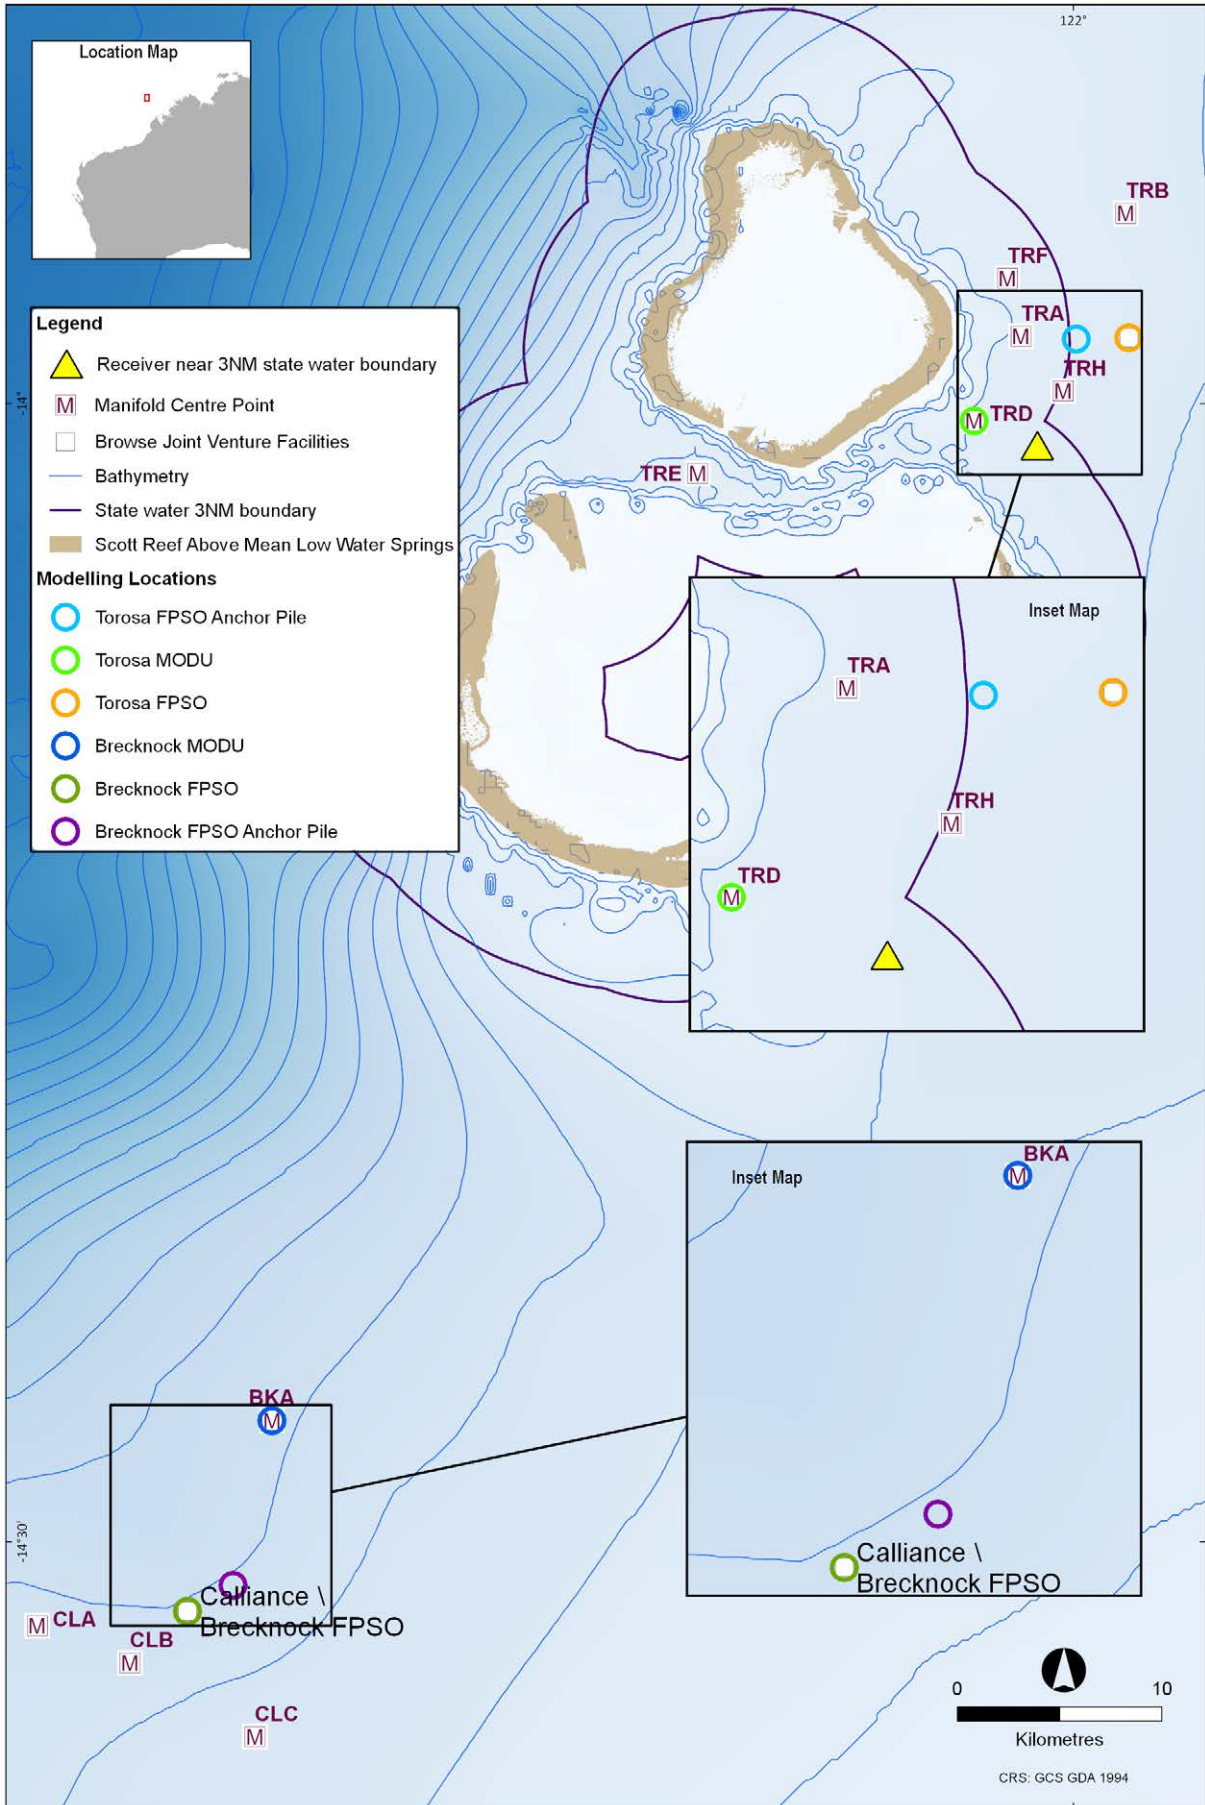 122°
Location Map
-14°
-14°30'
Legend
Receiver near 3NM state water boundary
M Manifold Centre Point
Browse Joint Venture Facilities
Bathymetry
State water 3NM boundary
Scott Reef Above Mean Low Water Springs
Modelling Locations
Torosa FPSO Anchor Pile
Torosa MODU
Torosa FPSO
Brecknock MODU
Brecknock FPSO
Brecknock FPSO Anchor Pile
TRB
M
TRF
M
TRA
M
TRH
M
M TRD
TRE M
Inset Map
TRA
M
TRH
M
TRD
M
Inset Map
BKA
M
Calliance \
Brecknock FPSO
BKA
M
Calliance \
Brecknock FPSO
M CLA
CLB
M
CLC
M
0 10
Kilometres
CRS: GCS GDA 1994